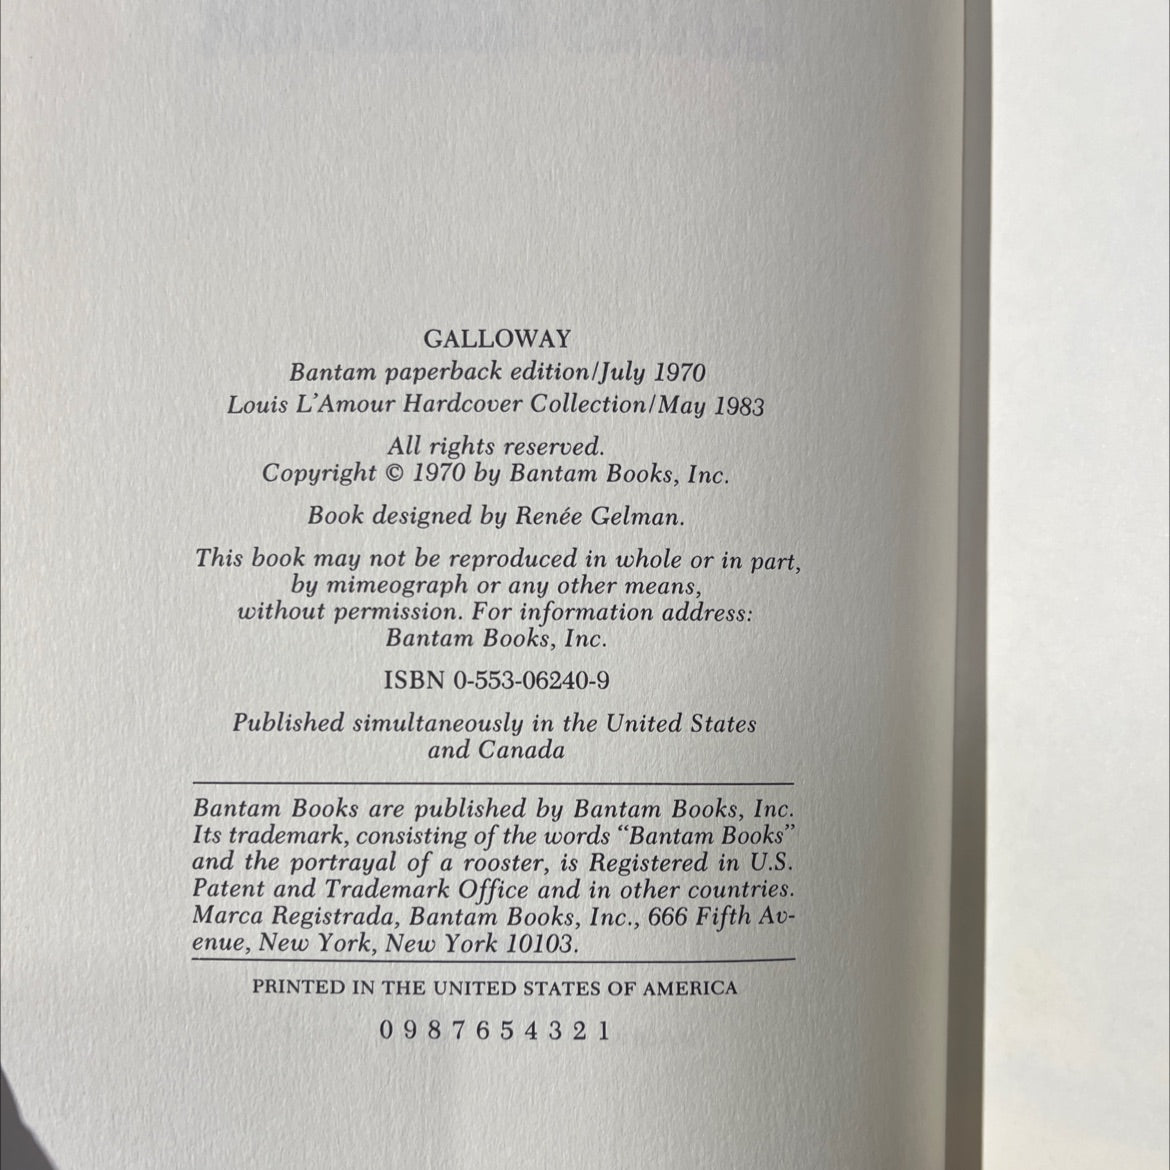 GALLOWAY
Bantam paperback edition/July 1970
Louis L'Amour Hardcover Collection/May 1983
All rights reserved.
Copyright © 1970 by Bantam Books, Inc.
Book designed by Renée Gelman.
This book may not be reproduced in whole or in part,
by mimeograph or any other means,
without permission. For information address:
Bantam Books, Inc.
ISBN 0-553-06240-9
Published simultaneously in the United States
and Canada
Bantam Books are published by Bantam Books, Inc.
Its trademark, consisting of the words “Bantam Books”
and the portrayal of a rooster, is Registered in U.S.
Patent and Trademark Office and in other countries.
Marca Registrada, Bantam Books, Inc., 666 Fifth Av-
enue, New York, New York 10103.
PRINTED IN THE UNITED STATES OF AMERICA
0 9 8 7 6 5 4 3 2 1